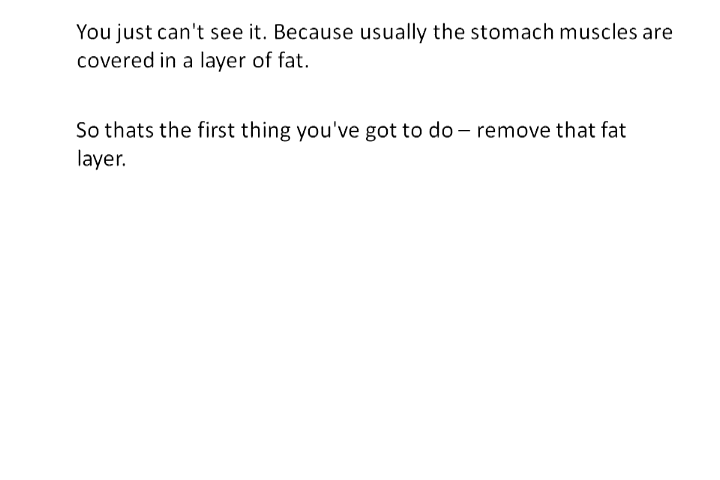 You just can't see it. Because usually the stomach muscles are
covered in a layer of fat.
So thats the first thing you've got to do – remove that fat
layer.